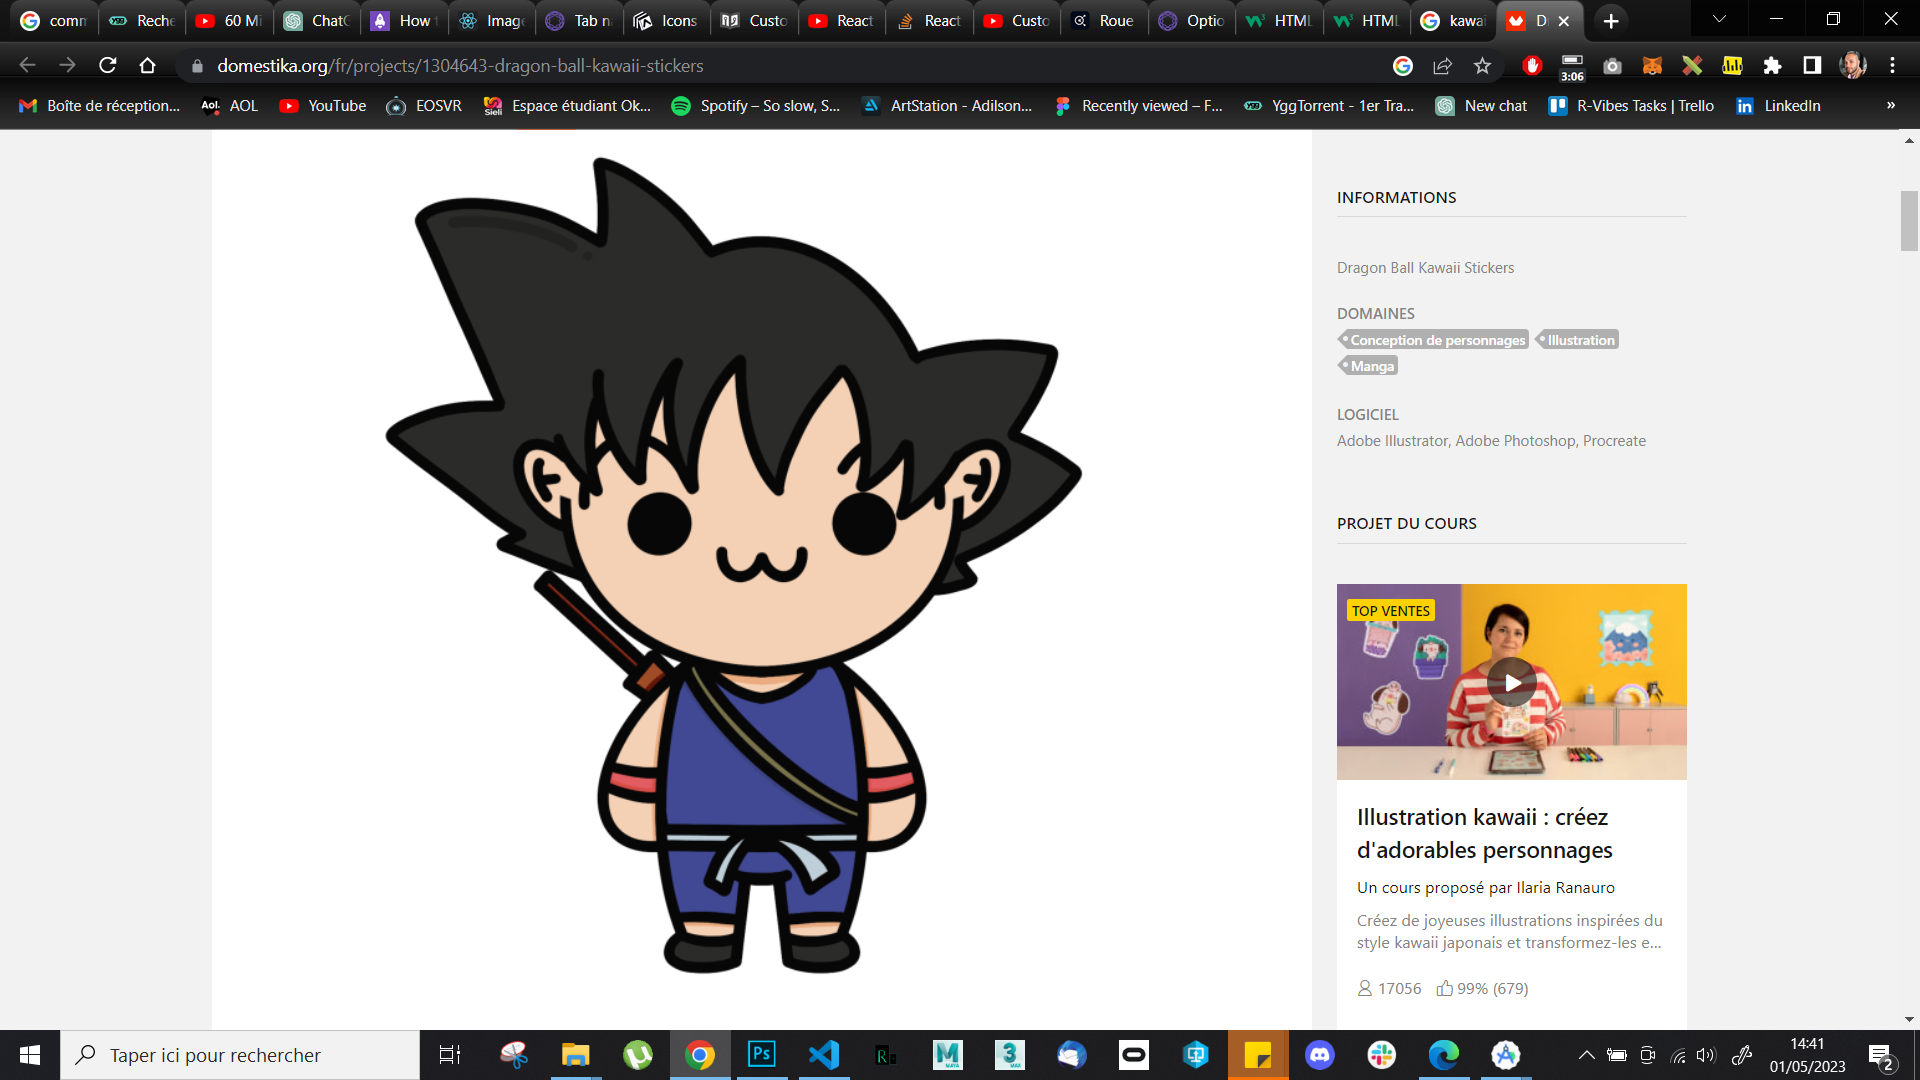 comm
Reche
60 Mi
ChatG
How t
Image
Tab n
Icons
Custo
React
React
Custo
Roue
Optio
HTML
HTML
kawai
D
domestika.org/fr/projects/1304643-dragon-ball-kawaii-stickers
3:06
Boîte de réception...
Aol.
AOL
YouTube
EOSVR
Espace étudiant Ok...
Spotify – So slow, S...
ArtStation - Adilson...
Recently viewed – F...
YggTorrent - 1er Tra...
New chat
R-Vibes Tasks | Trello
LinkedIn
»
INFORMATIONS
Dragon Ball Kawaii Stickers
DOMAINES
Conception de personnages
Illustration
Manga
LOGICIEL
Adobe Illustrator, Adobe Photoshop, Procreate
PROJET DU COURS
TOP VENTES
Illustration kawaii : créez
d'adorables personnages
Un cours proposé par Ilaria Ranauro
Créez de joyeuses illustrations inspirées du
style kawaii japonais et transformez-les e...
17056
99% (679)
Taper ici pour rechercher
Ps
14:41
01/05/2023
2